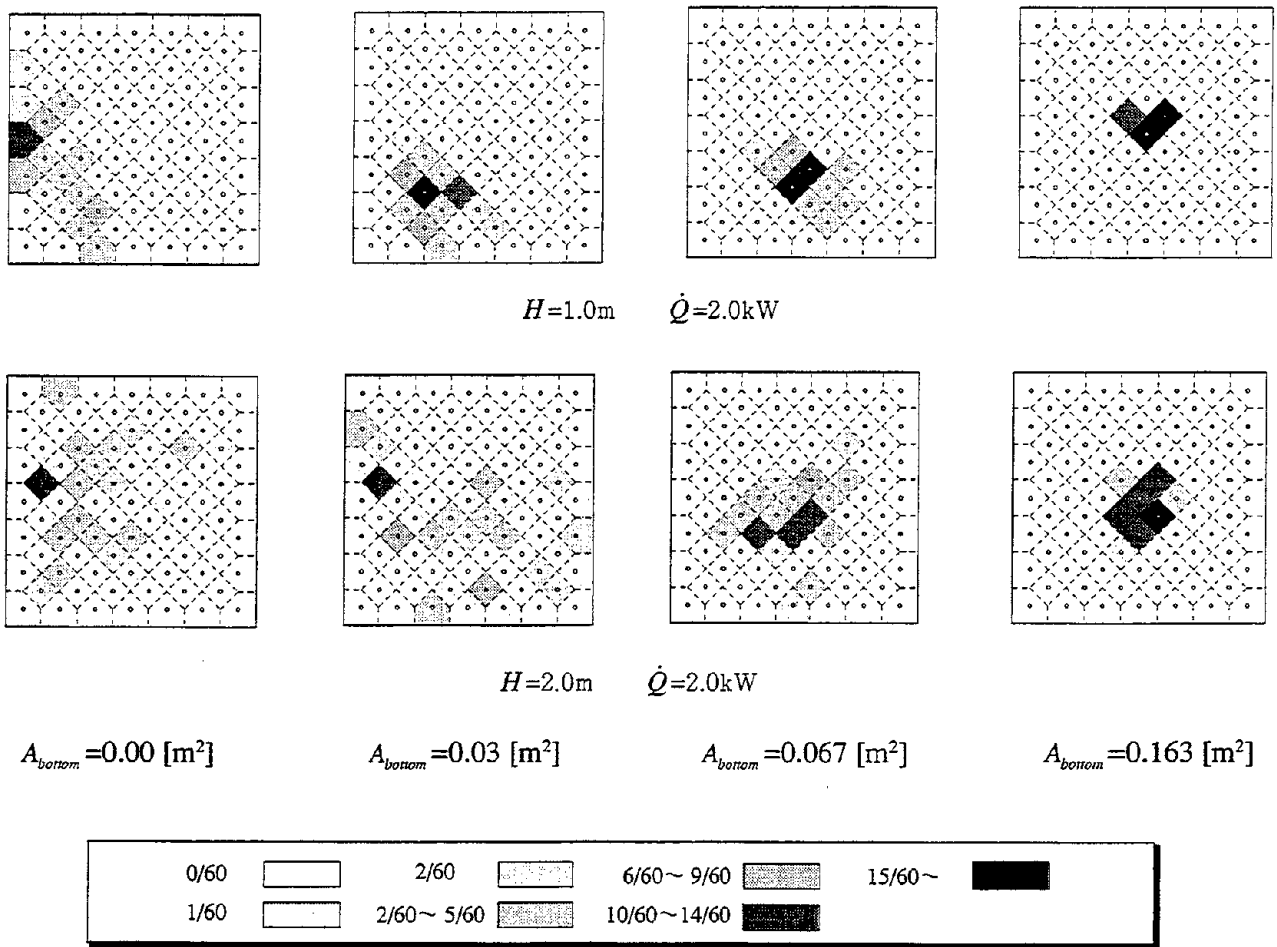 H=1.0m Q̇=2.0kW
H=2.0m Q̇=2.0kW
A_bottom=0.00 [m²] A_bottom=0.03 [m²] A_bottom=0.067 [m²] A_bottom=0.163 [m²]
0/60 2/60 6/60～ 9/60 15/60～
1/60 2/60～ 5/60 10/60～14/60